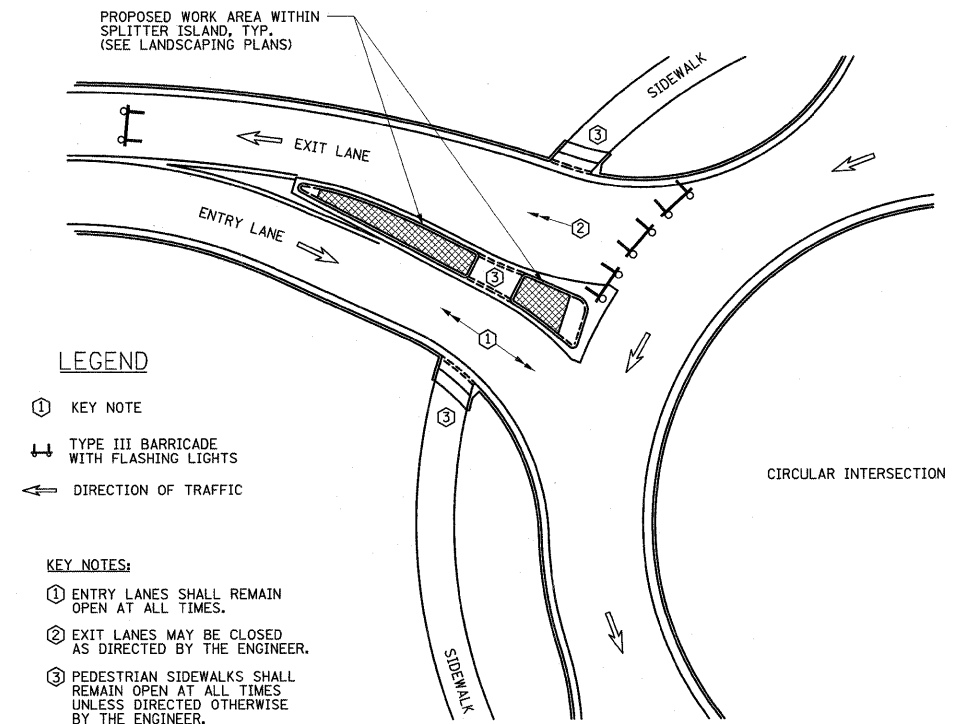 PROPOSED WORK AREA WITHIN
SPLITTER ISLAND, TYP.
(SEE LANDSCAPING PLANS)
SIDEWALK
3
EXIT LANE
2
ENTRY LANE
3
1
LEGEND
1 KEY NOTE
3
TYPE III BARRICADE
WITH FLASHING LIGHTS
DIRECTION OF TRAFFIC
CIRCULAR INTERSECTION
KEY NOTES:
1 ENTRY LANES SHALL REMAIN
OPEN AT ALL TIMES.
2 EXIT LANES MAY BE CLOSED
AS DIRECTED BY THE ENGINEER.
3 PEDESTRIAN SIDEWALKS SHALL
REMAIN OPEN AT ALL TIMES
UNLESS DIRECTED OTHERWISE
BY THE ENGINEER.
SIDEWALK